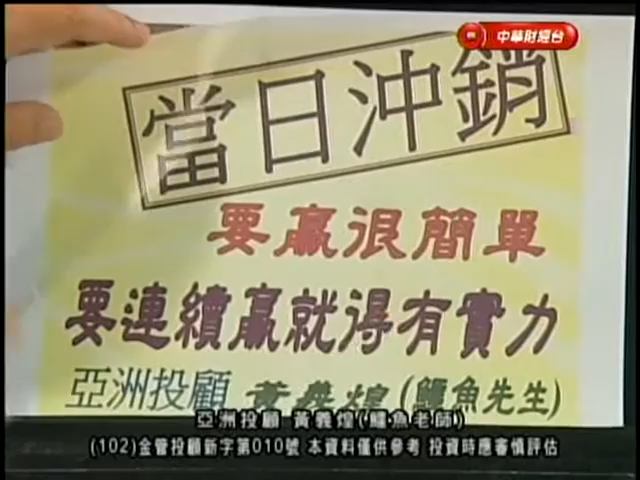 中華財經台
當日沖銷
要贏很簡單
要連續贏就得有實力
亞洲投顧 黃義煌(鱷魚先生)
亞洲投顧 黃義煌(鱷魚老師)
(102)金管投顧新字第010號 本資料僅供參考 投資時應審慎評估